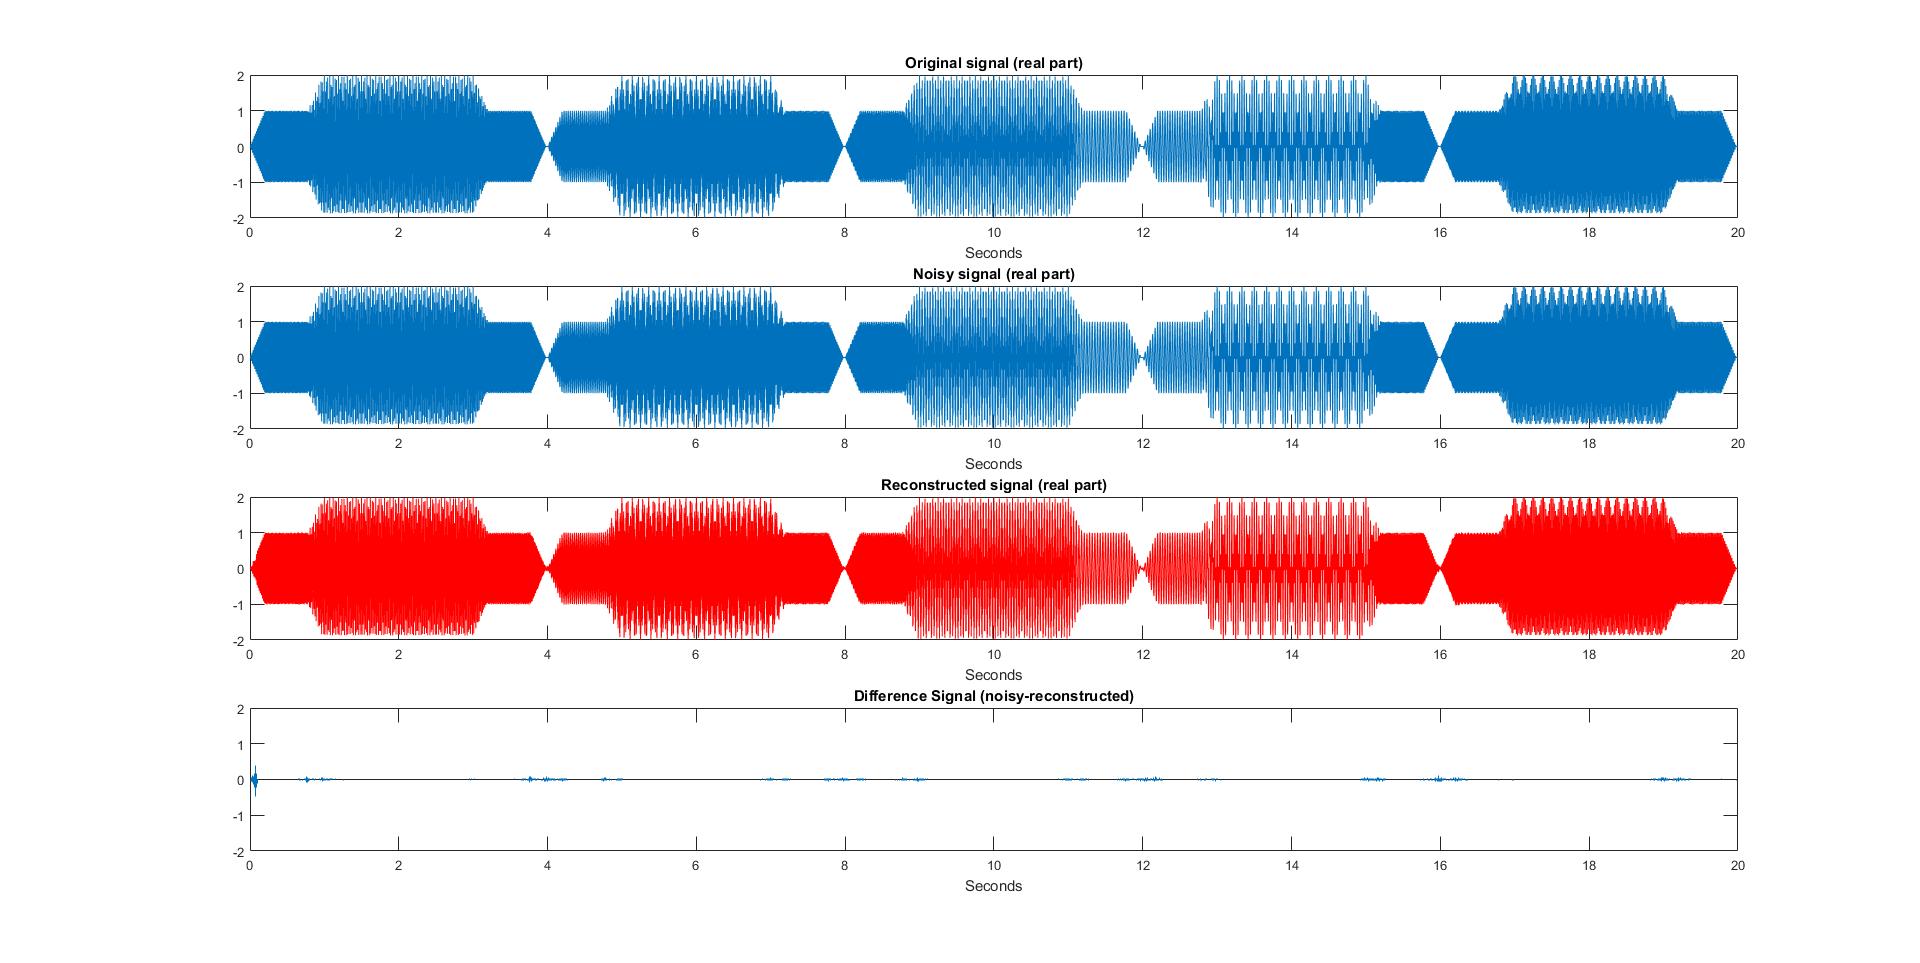 Original signal (real part)
2
1
0
-1
-2
0 2 4 6 8 10 12 14 16 18 20
Seconds
Noisy signal (real part)
2
1
0
-1
-2
0 2 4 6 8 10 12 14 16 18 20
Seconds
Reconstructed signal (real part)
2
1
0
-1
-2
0 2 4 6 8 10 12 14 16 18 20
Seconds
Difference Signal (noisy-reconstructed)
2
1
0
-1
-2
0 2 4 6 8 10 12 14 16 18 20
Seconds